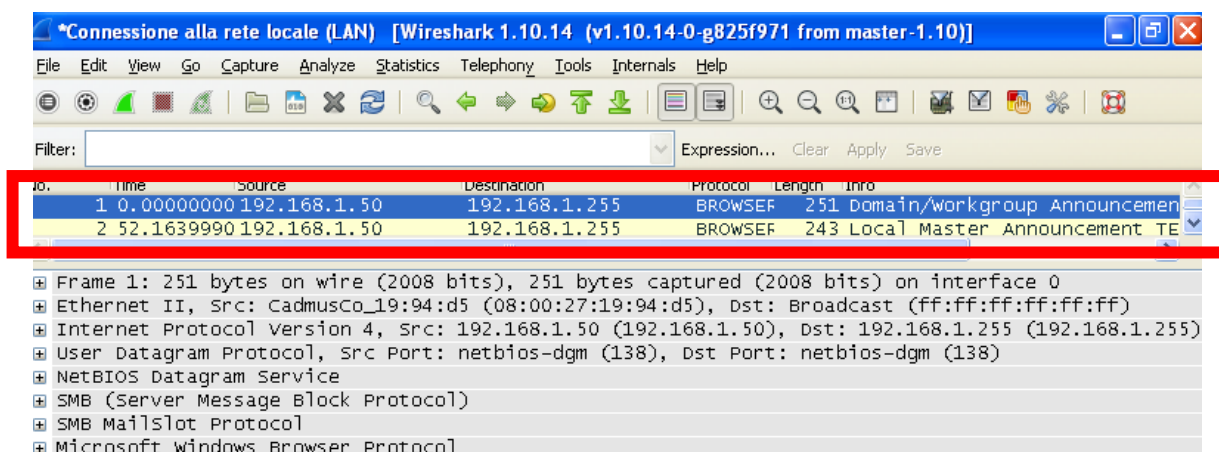 *Connessione alla rete locale (LAN) [Wireshark 1.10.14 (v1.10.14-0-g825f971 from master-1.10)]
File Edit View Go Capture Analyze Statistics Telephony Tools Internals Help
Filter: Expression... Clear Apply Save
No. Time Source Destination Protocol Length Info
1 0.00000000 192.168.1.50 192.168.1.255 BROWSER 251 Domain/Workgroup Announcemen
2 52.1639990 192.168.1.50 192.168.1.255 BROWSER 243 Local Master Announcement TE
Frame 1: 251 bytes on wire (2008 bits), 251 bytes captured (2008 bits) on interface 0
Ethernet II, Src: CadmusCo_19:94:d5 (08:00:27:19:94:d5), Dst: Broadcast (ff:ff:ff:ff:ff:ff)
Internet Protocol Version 4, Src: 192.168.1.50 (192.168.1.50), Dst: 192.168.1.255 (192.168.1.255)
User Datagram Protocol, Src Port: netbios-dgm (138), Dst Port: netbios-dgm (138)
NetBIOS Datagram Service
SMB (Server Message Block Protocol)
SMB MailSlot Protocol
Microsoft Windows Browser Protocol